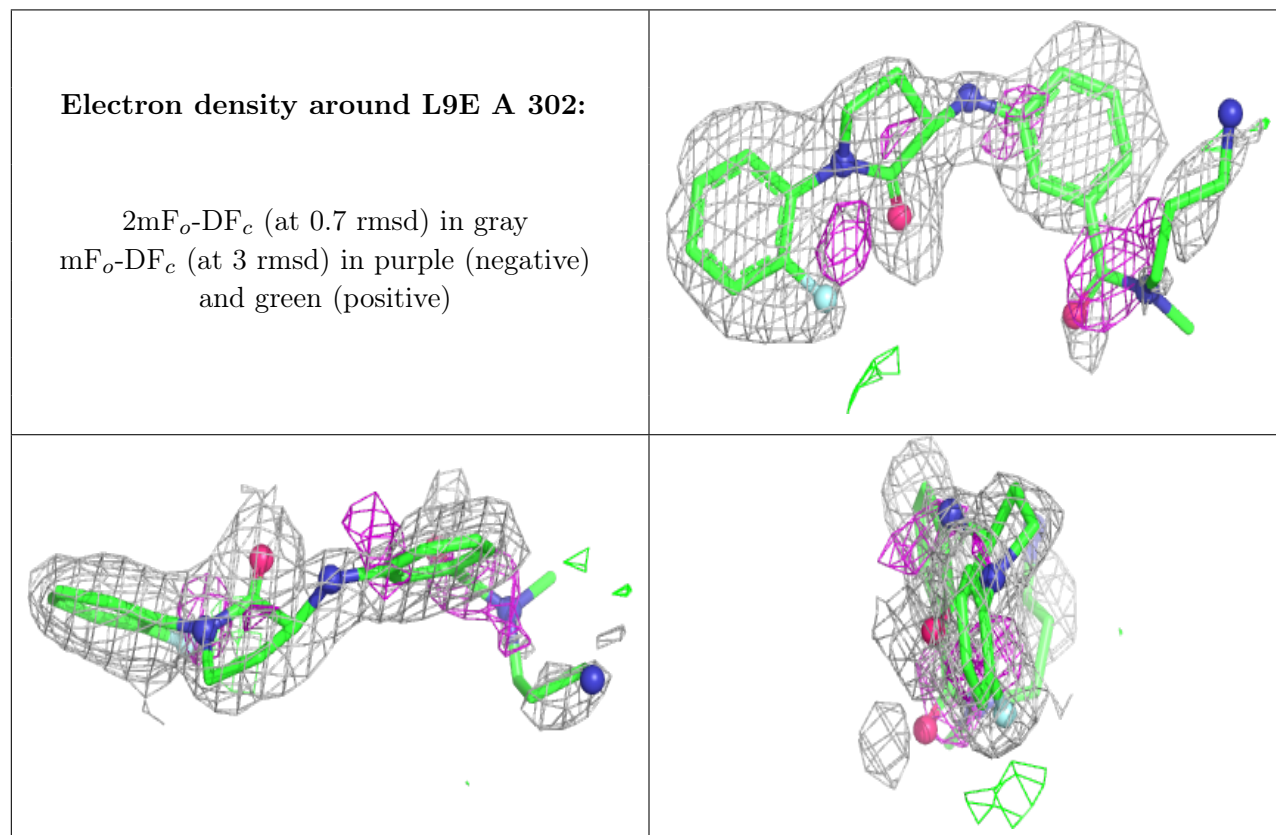 Electron density around L9E A 302:
2mFₒ-DF𝒸 (at 0.7 rmsd) in gray
mFₒ-DF𝒸 (at 3 rmsd) in purple (negative)
and green (positive)